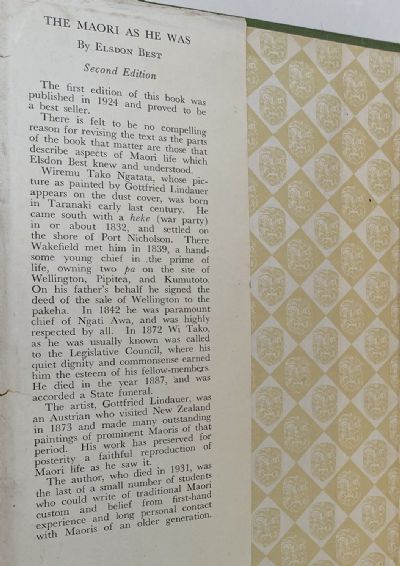 THE MAORI AS HE WAS
By Elsdon Best
Second Edition
The first edition of this book was
published in 1924 and proved to be
a best seller.
There is felt to be no compelling
reason for revising the text as the parts
of the book that matter are those that
describe aspects of Maori life which
Elsdon Best knew and understood.
Wiremu Tako Ngatata, whose pic-
ture as painted by Gottfried Lindauer
appears on the dust cover, was born
in Taranaki early last century. He
came south with a heke (war party)
in or about 1832, and settled on
the shore of Port Nicholson. There
Wakefield met him in 1839, a hand-
some young chief in .the prime of
life, owning two pa on the site of
Wellington, Pipitea, and Kumutoto.
On his father's behalf he signed the
deed of the sale of Wellington to the
pakeha. In 1842 he was paramount
chief of Ngati Awa, and was highly
respected by all. In 1872 Wi Tako,
as he was usually known was called
to the Legislative Council, where his
quiet dignity and commonsense earned
him the esteem of his fellow-members.
He died in the year 1887, and was
accorded a State funeral.
The artist, Gottfried Lindauer, was
an Austrian who visited New Zealand
in 1873 and made many outstanding
paintings of prominent Maoris of that
period. His work has preserved for
posterity a faithful reproduction of
Maori life as he saw it.
The author, who died in 1931, was
the last of a small number of students
who could write of traditional Maori
custom and belief from first-hand
experience and long personal contact
with Maoris of an older generation.